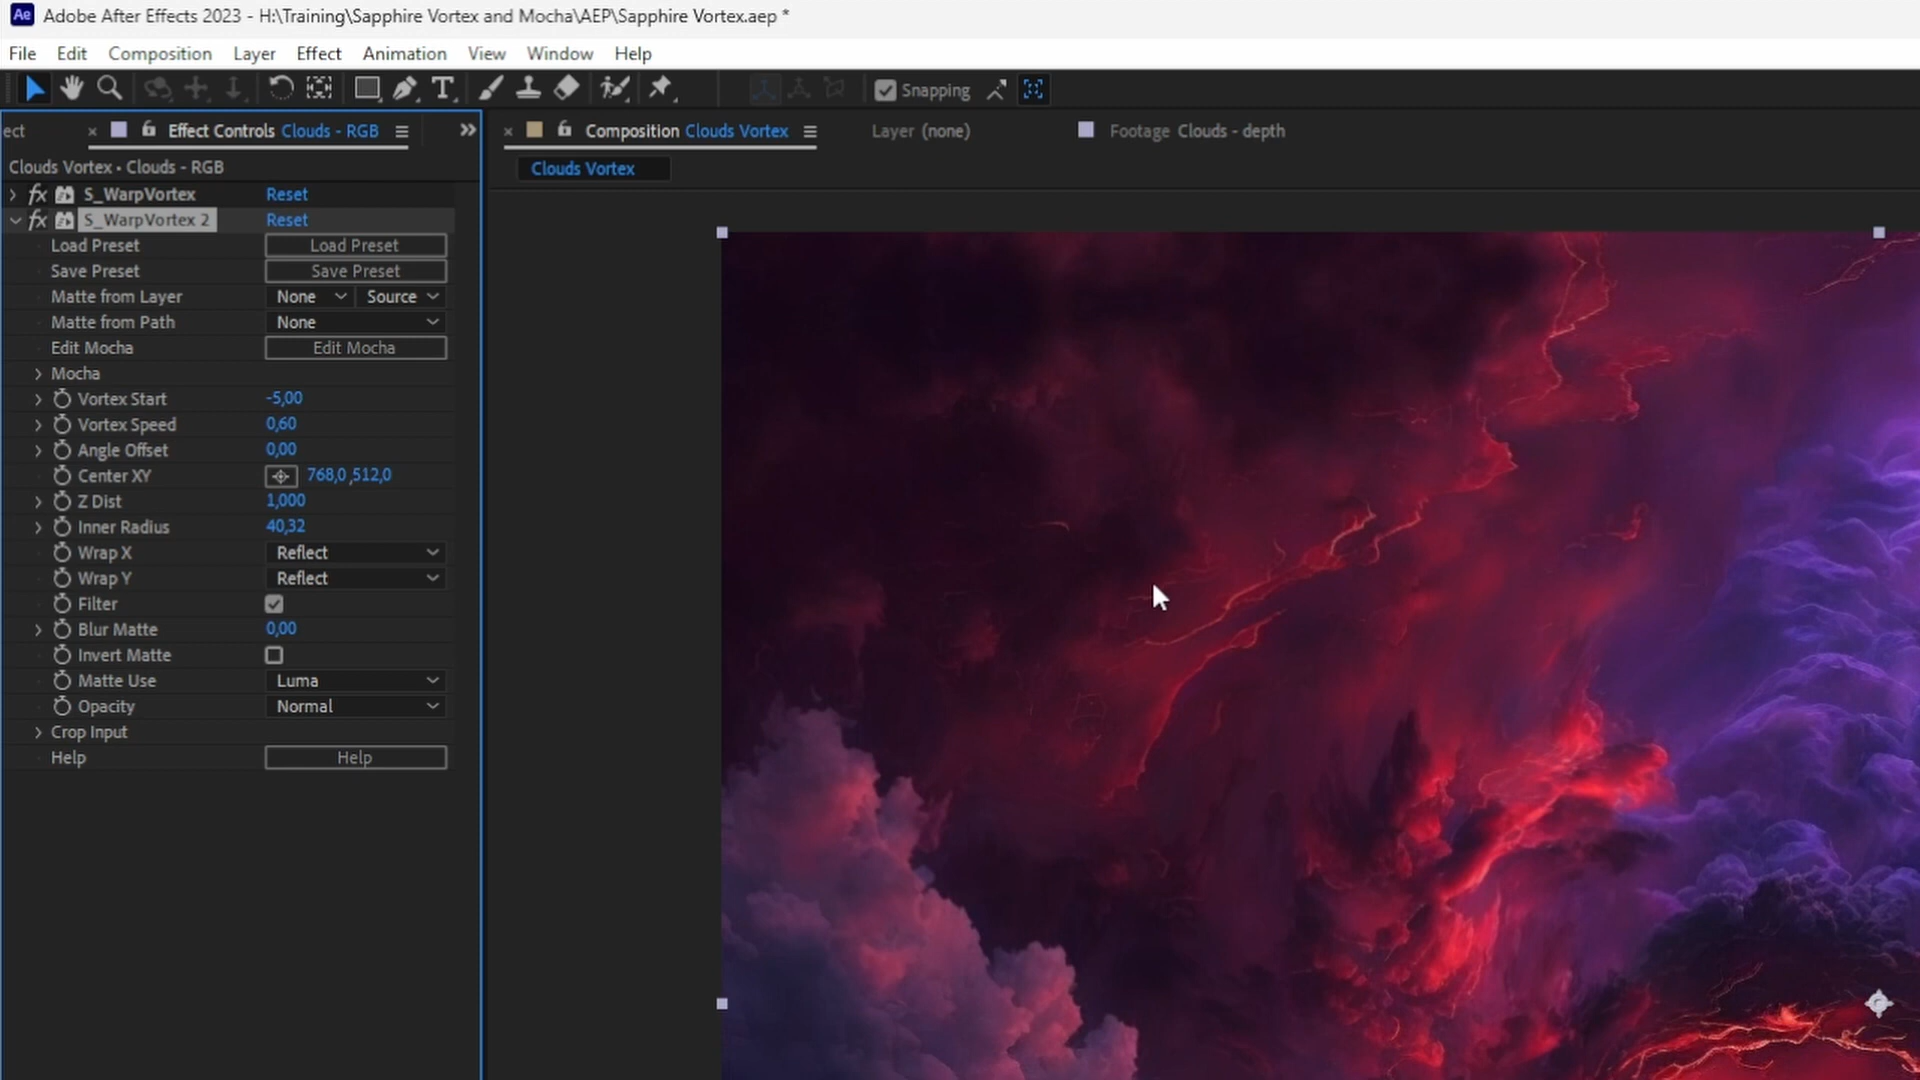 Ae Adobe After Effects 2023 - H:\Training\Sapphire Vortex and Mocha\AEP\Sapphire Vortex.aep *
File Edit Composition Layer Effect Animation View Window Help
Snapping
ect × Effect Controls Clouds - RGB
× Composition Clouds Vortex Layer (none) Footage Clouds - depth
Clouds Vortex • Clouds - RGB
Clouds Vortex
fx S_WarpVortex Reset
fx S_WarpVortex 2 Reset
Load Preset Load Preset
Save Preset Save Preset
Matte from Layer None Source
Matte from Path None
Edit Mocha Edit Mocha
Mocha
Vortex Start -5,00
Vortex Speed 0,60
Angle Offset 0,00
Center XY 768,0 ,512,0
Z Dist 1,000
Inner Radius 40,32
Wrap X Reflect
Wrap Y Reflect
Filter
Blur Matte 0,00
Invert Matte
Matte Use Luma
Opacity Normal
Crop Input
Help Help